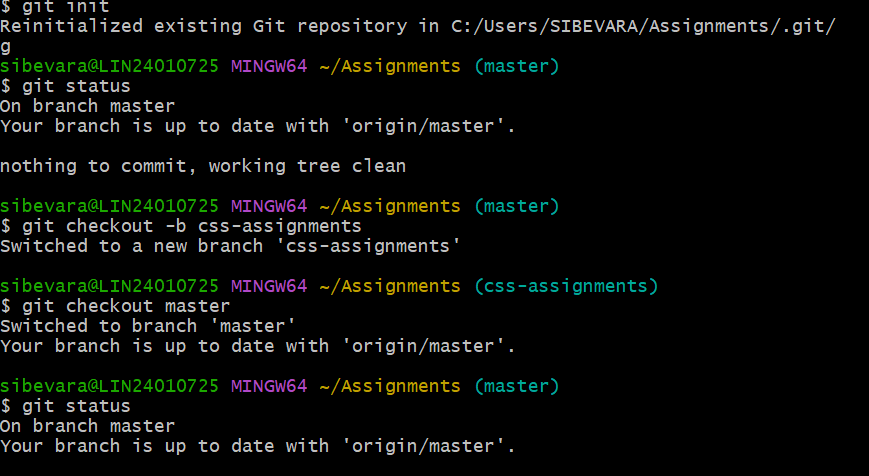 $ git init
Reinitialized existing Git repository in C:/Users/SIBEVARA/Assignments/.git/
g
sibevara@LIN24010725 MINGW64 ~/Assignments (master)
$ git status
On branch master
Your branch is up to date with 'origin/master'.
nothing to commit, working tree clean
sibevara@LIN24010725 MINGW64 ~/Assignments (master)
$ git checkout -b css-assignments
Switched to a new branch 'css-assignments'
sibevara@LIN24010725 MINGW64 ~/Assignments (css-assignments)
$ git checkout master
Switched to branch 'master'
Your branch is up to date with 'origin/master'.
sibevara@LIN24010725 MINGW64 ~/Assignments (master)
$ git status
On branch master
Your branch is up to date with 'origin/master'.